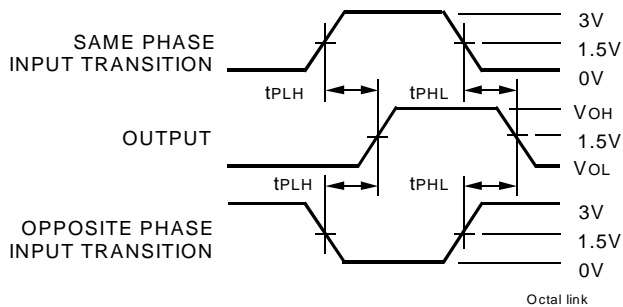 3V
SAME PHASE
INPUT TRANSITION
1.5V
0V
tPLH
tPHL
VOH
OUTPUT
1.5V
VOL
tPLH
tPHL
3V
OPPOSITE PHASE
INPUT TRANSITION
1.5V
0V
Octal link